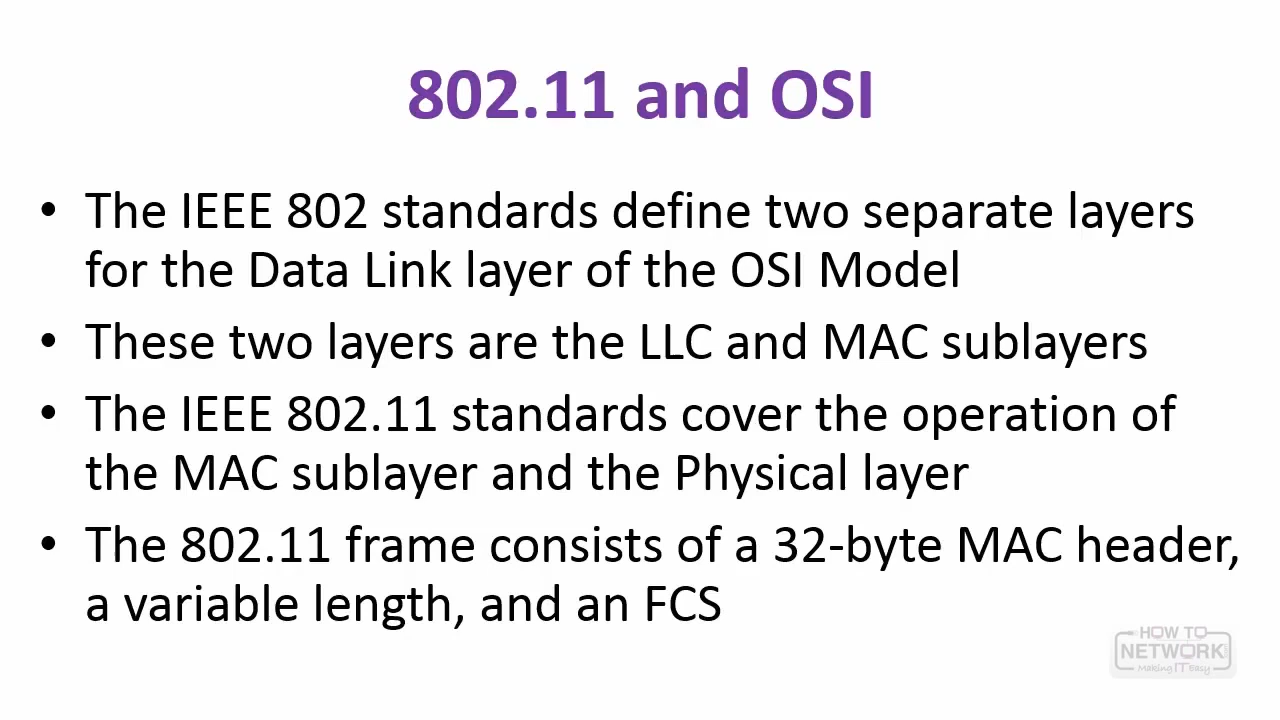 802.11 and OSI
• The IEEE 802 standards define two separate layers
for the Data Link layer of the OSI Model
• These two layers are the LLC and MAC sublayers
• The IEEE 802.11 standards cover the operation of
the MAC sublayer and the Physical layer
• The 802.11 frame consists of a 32-byte MAC header,
a variable length, and an FCS
HOW TO
NETWORK
Making IT Easy